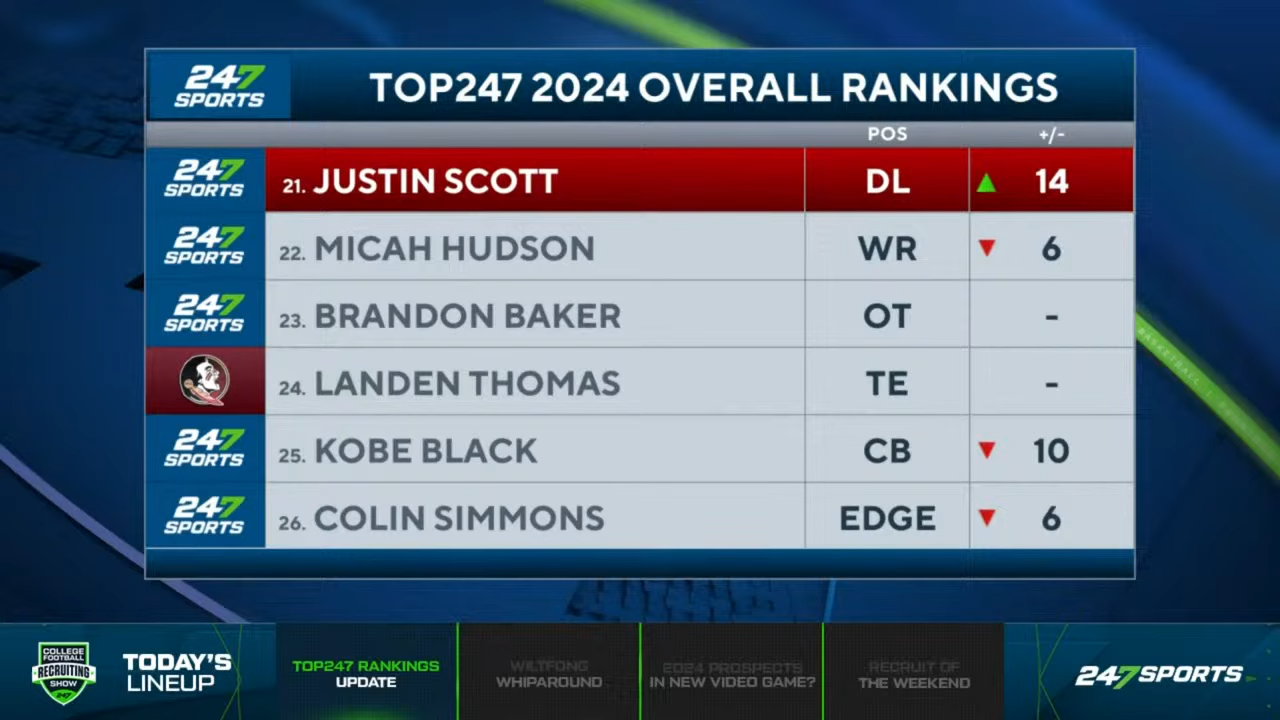 247 SPORTS TOP247 2024 OVERALL RANKINGS
POS +/-
247 SPORTS 21. JUSTIN SCOTT DL 14
247 SPORTS 22. MICAH HUDSON WR 6
247 SPORTS 23. BRANDON BAKER OT -
24. LANDEN THOMAS TE -
247 SPORTS 25. KOBE BLACK CB 10
247 SPORTS 26. COLIN SIMMONS EDGE 6
BASKETBALL
COLLEGE
FOOTBALL
RECRUITING
SHOW
247
TODAY'S
LINEUP
TOP247 RANKINGS
UPDATE
WILTFONG
WHIPAROUND
2024 PROSPECTS
IN NEW VIDEO GAME?
RECRUIT OF
THE WEEKEND
247SPORTS